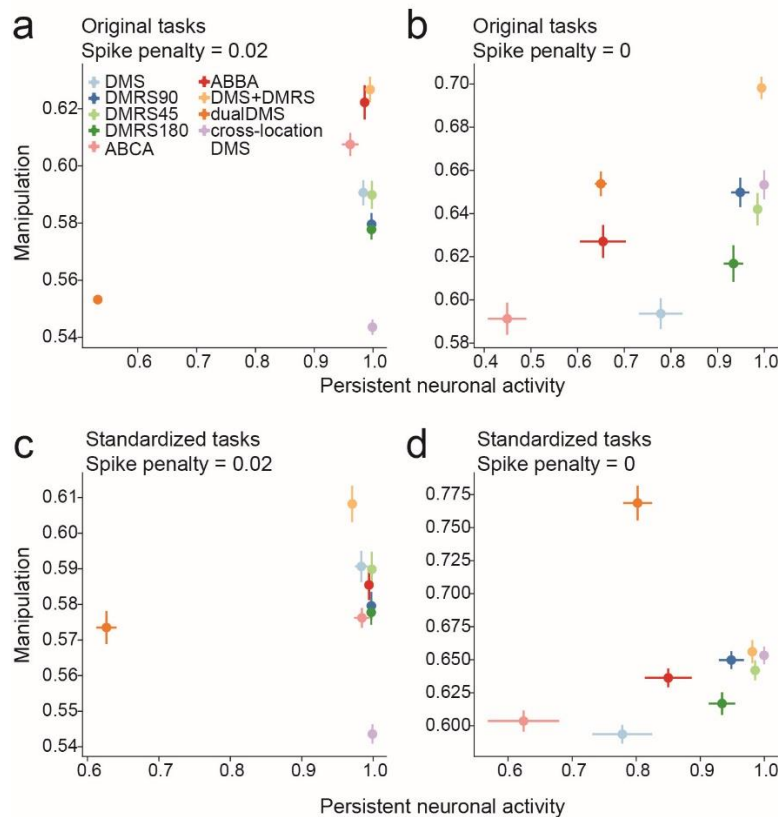 a
Original tasks
Spike penalty = 0.02
DMS
DMRS90
DMRS45
DMRS180
ABCA
ABBA
DMS+DMRS
dualDMS
cross-location
DMS
Manipulation
0.62
0.60
0.58
0.56
0.54
0.6
0.7
0.8
0.9
1.0
b
Original tasks
Spike penalty = 0
0.70
0.68
0.66
0.64
0.62
0.60
0.58
0.4
0.5
0.6
0.7
0.8
0.9
1.0
Persistent neuronal activity
c
Standardized tasks
Spike penalty = 0.02
Manipulation
0.61
0.60
0.59
0.58
0.57
0.55
0.54
0.6
0.7
0.8
0.9
1.0
d
Standardized tasks
Spike penalty = 0
0.775
0.750
0.725
0.700
0.675
0.650
0.625
0.600
0.6
0.7
0.8
0.9
1.0
Persistent neuronal activity